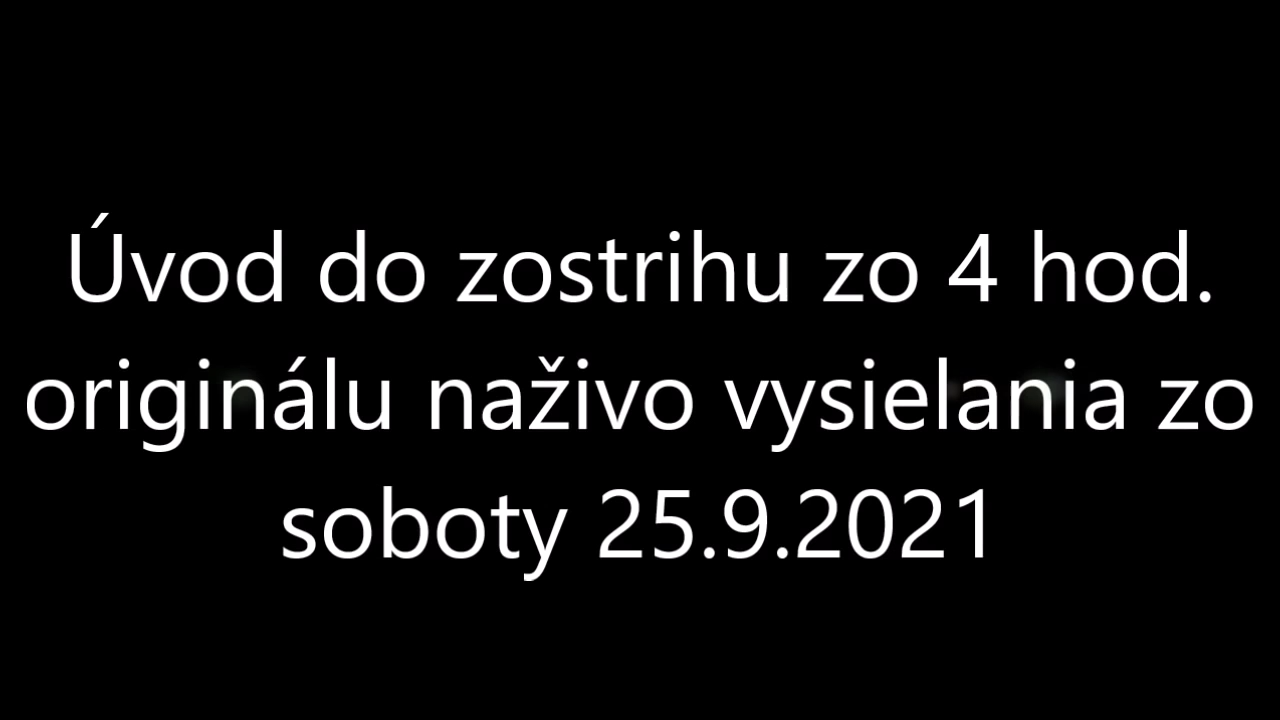 Úvod do zostrihu zo 4 hod.
originálu naživo vysielania zo
soboty 25.9.2021